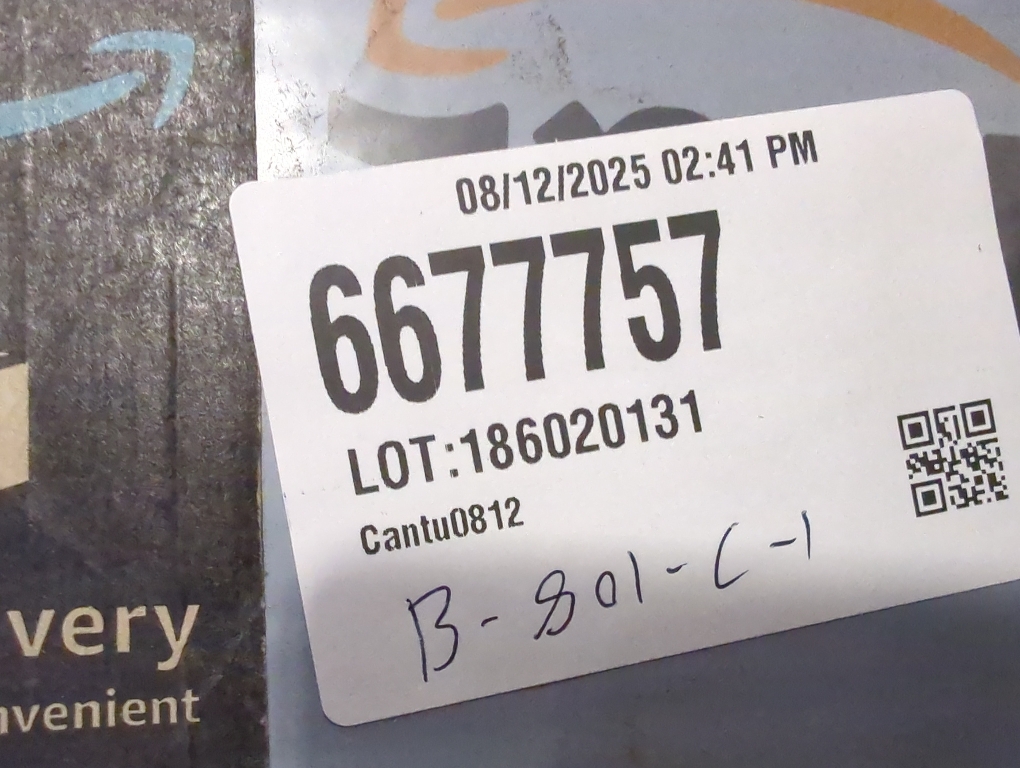 08/12/2025 02:41 PM
6677757
LOT:186020131
Cantu0812
B-801-C-1
very
nvenient